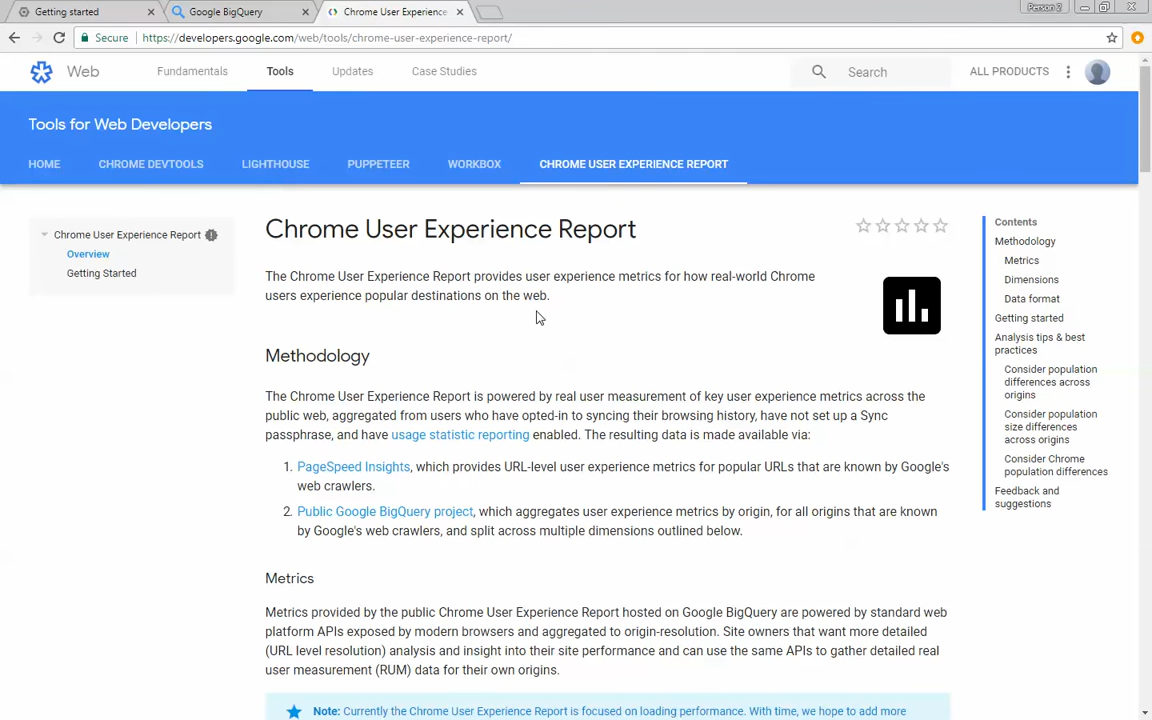 Getting started
Google BigQuery
Chrome User Experience
Person 2
Secure
https://developers.google.com/web/tools/chrome-user-experience-report/
Web
Fundamentals
Tools
Updates
Case Studies
Search
ALL PRODUCTS
Tools for Web Developers
HOME
CHROME DEVTOOLS
LIGHTHOUSE
PUPPETEER
WORKBOX
CHROME USER EXPERIENCE REPORT
Chrome User Experience Report
Overview
Getting Started
Chrome User Experience Report
The Chrome User Experience Report provides user experience metrics for how real-world Chrome
users experience popular destinations on the web.
Methodology
The Chrome User Experience Report is powered by real user measurement of key user experience metrics across the
public web, aggregated from users who have opted-in to syncing their browsing history, have not set up a Sync
passphrase, and have usage statistic reporting enabled. The resulting data is made available via:
1. PageSpeed Insights, which provides URL-level user experience metrics for popular URLs that are known by Google's
web crawlers.
2. Public Google BigQuery project, which aggregates user experience metrics by origin, for all origins that are known
by Google's web crawlers, and split across multiple dimensions outlined below.
Metrics
Metrics provided by the public Chrome User Experience Report hosted on Google BigQuery are powered by standard web
platform APIs exposed by modern browsers and aggregated to origin-resolution. Site owners that want more detailed
(URL level resolution) analysis and insight into their site performance and can use the same APIs to gather detailed real
user measurement (RUM) data for their own origins.
Note: Currently the Chrome User Experience Report is focused on loading performance. With time, we hope to add more
Contents
Methodology
Metrics
Dimensions
Data format
Getting started
Analysis tips & best
practices
Consider population
differences across
origins
Consider population
size differences
across origins
Consider Chrome
population differences
Feedback and
suggestions